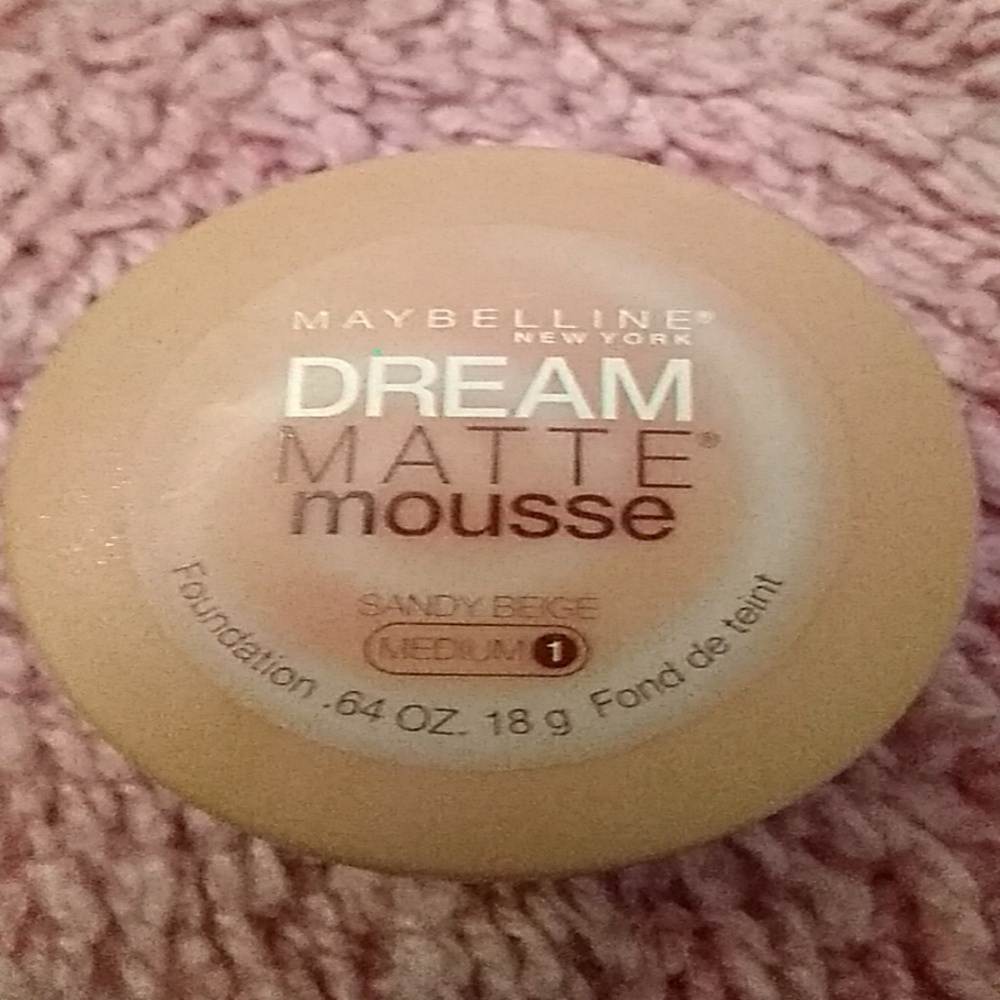 MAYBELLINE®
NEW YORK
DREAM
MATTE®
mousse
SANDY BEIGE
MEDIUM 1
Foundation .64 OZ. 18 g Fond de teint